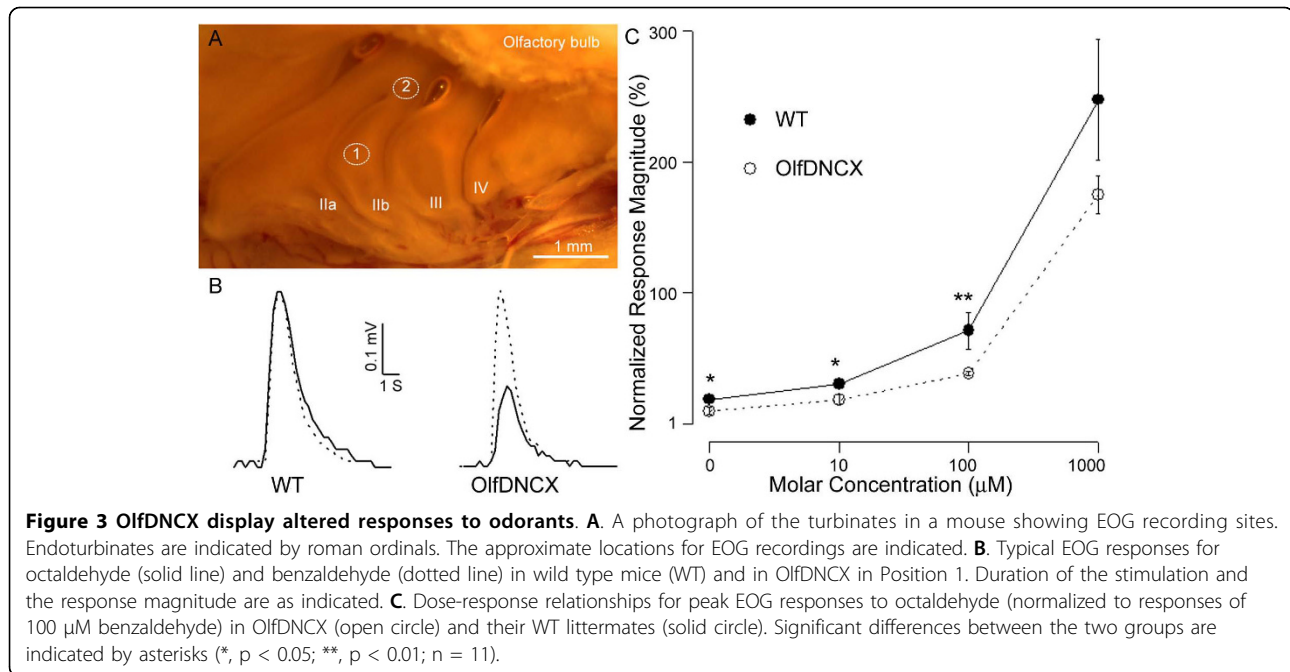 A
Olfactory bulb
2
1
IIa
IIb
III
IV
1 mm
B
0.1 mV
1 S
WT
OlfDNCX
C
Normalized Response Magnitude (%)
300
200
100
1
WT
OlfDNCX
*
*
**
0
10
100
1000
Molar Concentration (μM)
Figure 3 OlfDNCX display altered responses to odorants. A. A photograph of the turbinates in a mouse showing EOG recording sites.
Endoturbinates are indicated by roman ordinals. The approximate locations for EOG recordings are indicated. B. Typical EOG responses for
octaldehyde (solid line) and benzaldehyde (dotted line) in wild type mice (WT) and in OlfDNCX in Position 1. Duration of the stimulation and
the response magnitude are as indicated. C. Dose-response relationships for peak EOG responses to octaldehyde (normalized to responses of
100 μM benzaldehyde) in OlfDNCX (open circle) and their WT littermates (solid circle). Significant differences between the two groups are
indicated by asterisks (*, p < 0.05; **, p < 0.01; n = 11).